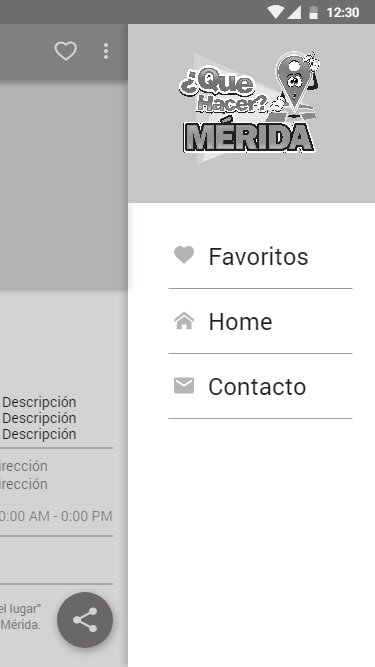 12:30
¿Que
Hacer?
MÉRIDA
Favoritos
Home
Contacto
Descripción
Descripción
Descripción
irección
irección
0:00 AM - 0:00 PM
el lugar"
Mérida.